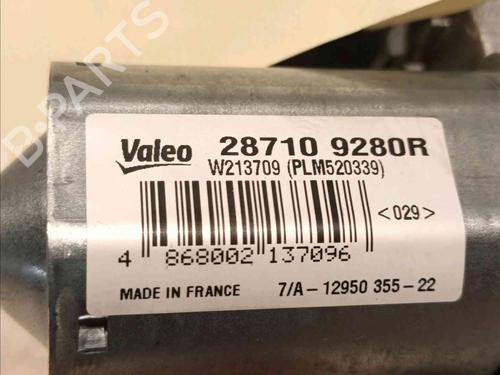 B-PARTS
Valeo
28710 9280R
W213709 (PLM520339)
<029>
4 868002 137096
MADE IN FRANCE 7/A-12950 355-22